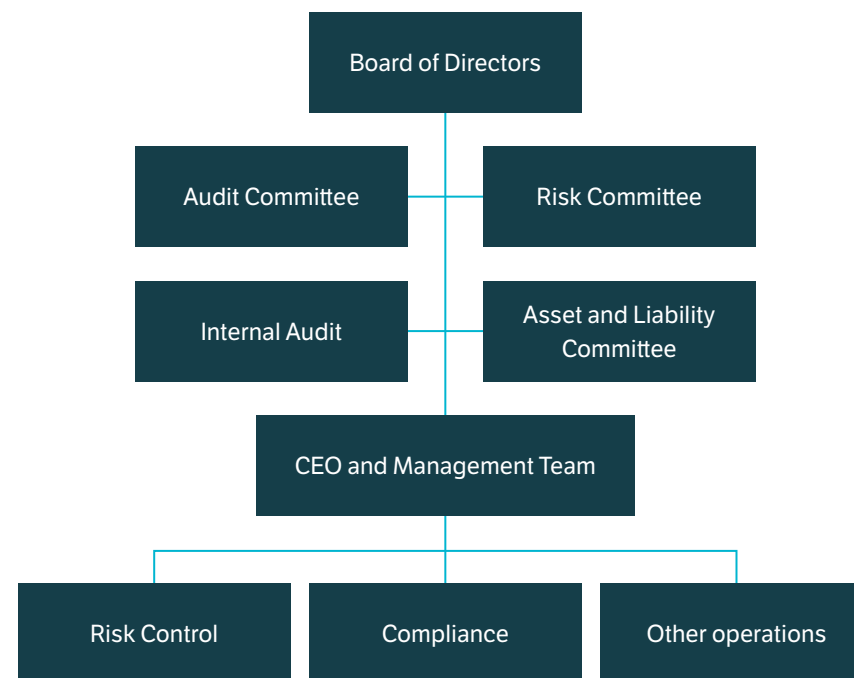 Board of Directors
Audit Committee
Risk Committee
Internal Audit
Asset and Liability
Committee
CEO and Management Team
Risk Control
Compliance
Other operations